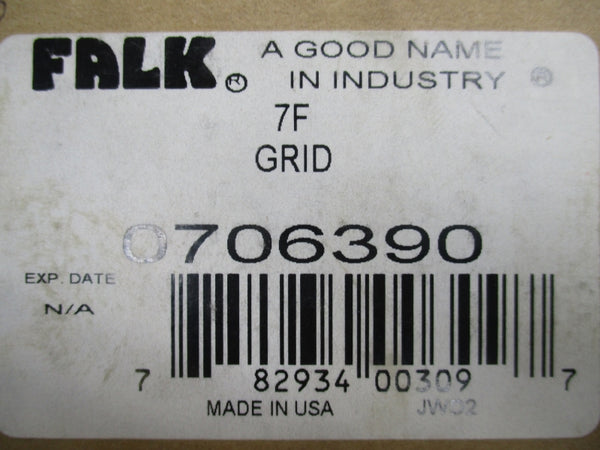 FALK® A GOOD NAME
IN INDUSTRY ®
7F
GRID
0706390
EXP. DATE
N/A
7 82934 00309 7
MADE IN USA JW02